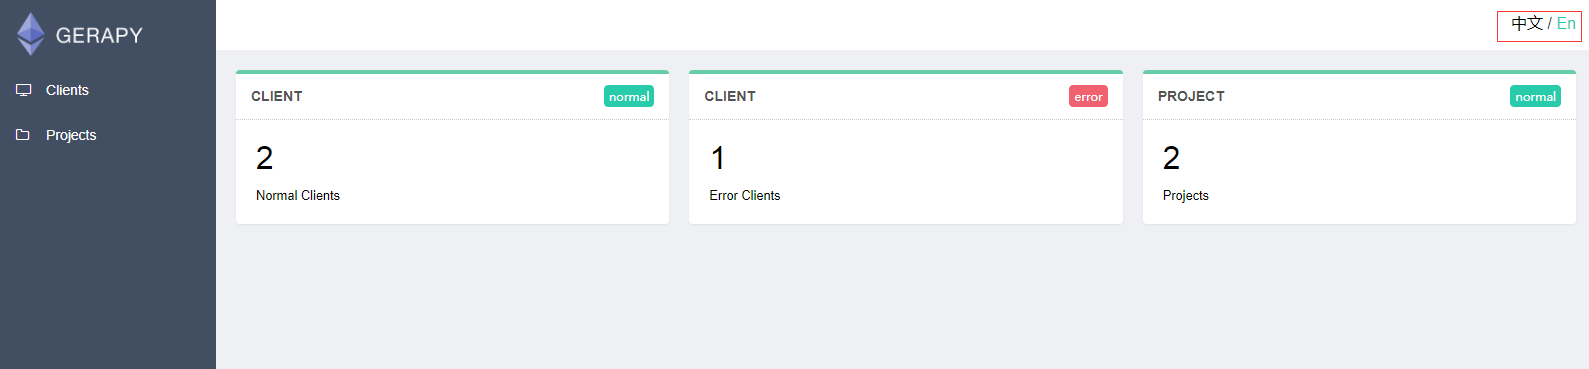 GERAPY
中文 / En
Clients
Projects
CLIENT normal
2
Normal Clients
CLIENT error
1
Error Clients
PROJECT normal
2
Projects